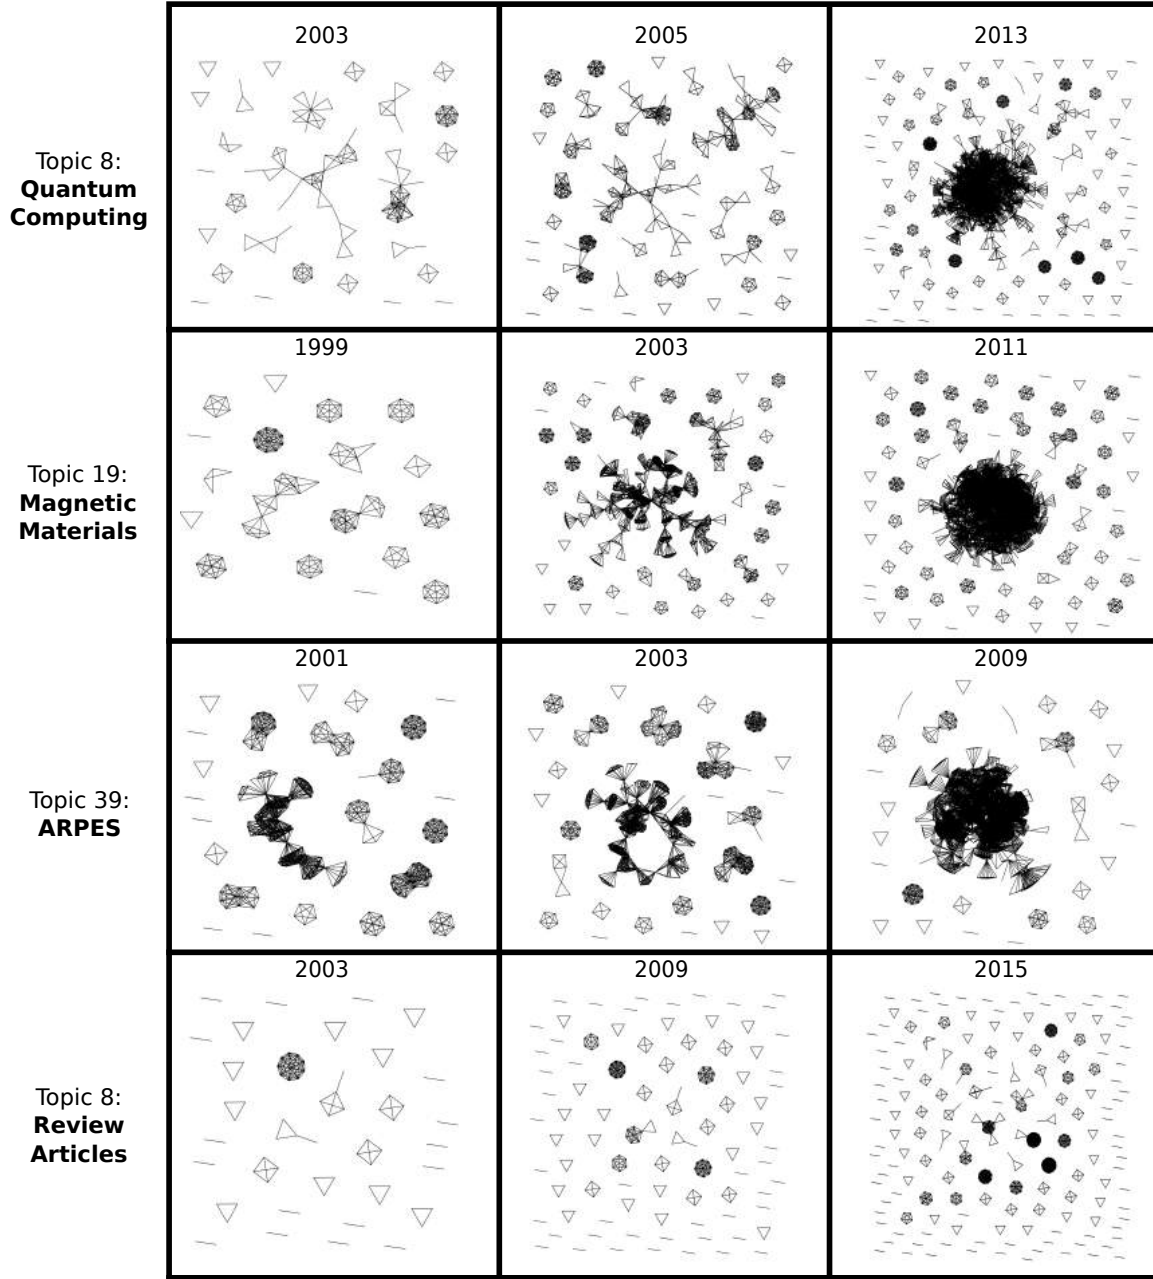 2003
2005
2013
Topic 8:
Quantum
Computing
1999
2003
2011
Topic 19:
Magnetic
Materials
2001
2003
2009
Topic 39:
ARPES
2003
2009
2015
Topic 8:
Review
Articles